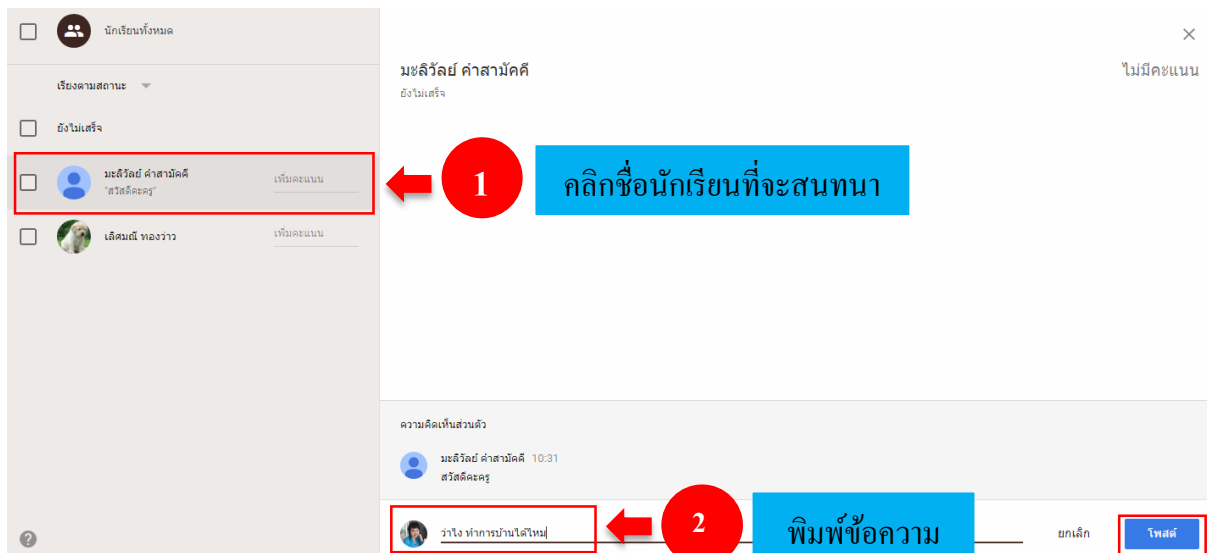 นักเรียนทั้งหมด
เรียงตามสถานะ
ยังไม่เสร็จ
มะลิวัลย์ คำสามัคคี
"สวัสดีคะครู"
เพิ่มคะแนน
เลิศมณี ทองว่าว
เพิ่มคะแนน
มะลิวัลย์ คำสามัคคี
ยังไม่เสร็จ
ไม่มีคะแนน
1
คลิกชื่อนักเรียนที่จะสนทนา
ความคิดเห็นส่วนตัว
มะลิวัลย์ คำสามัคคี 10:31
สวัสดีคะครู
ว่าไง ทำการบ้านได้ไหม
2
พิมพ์ข้อความ
ยกเลิก
โพสต์